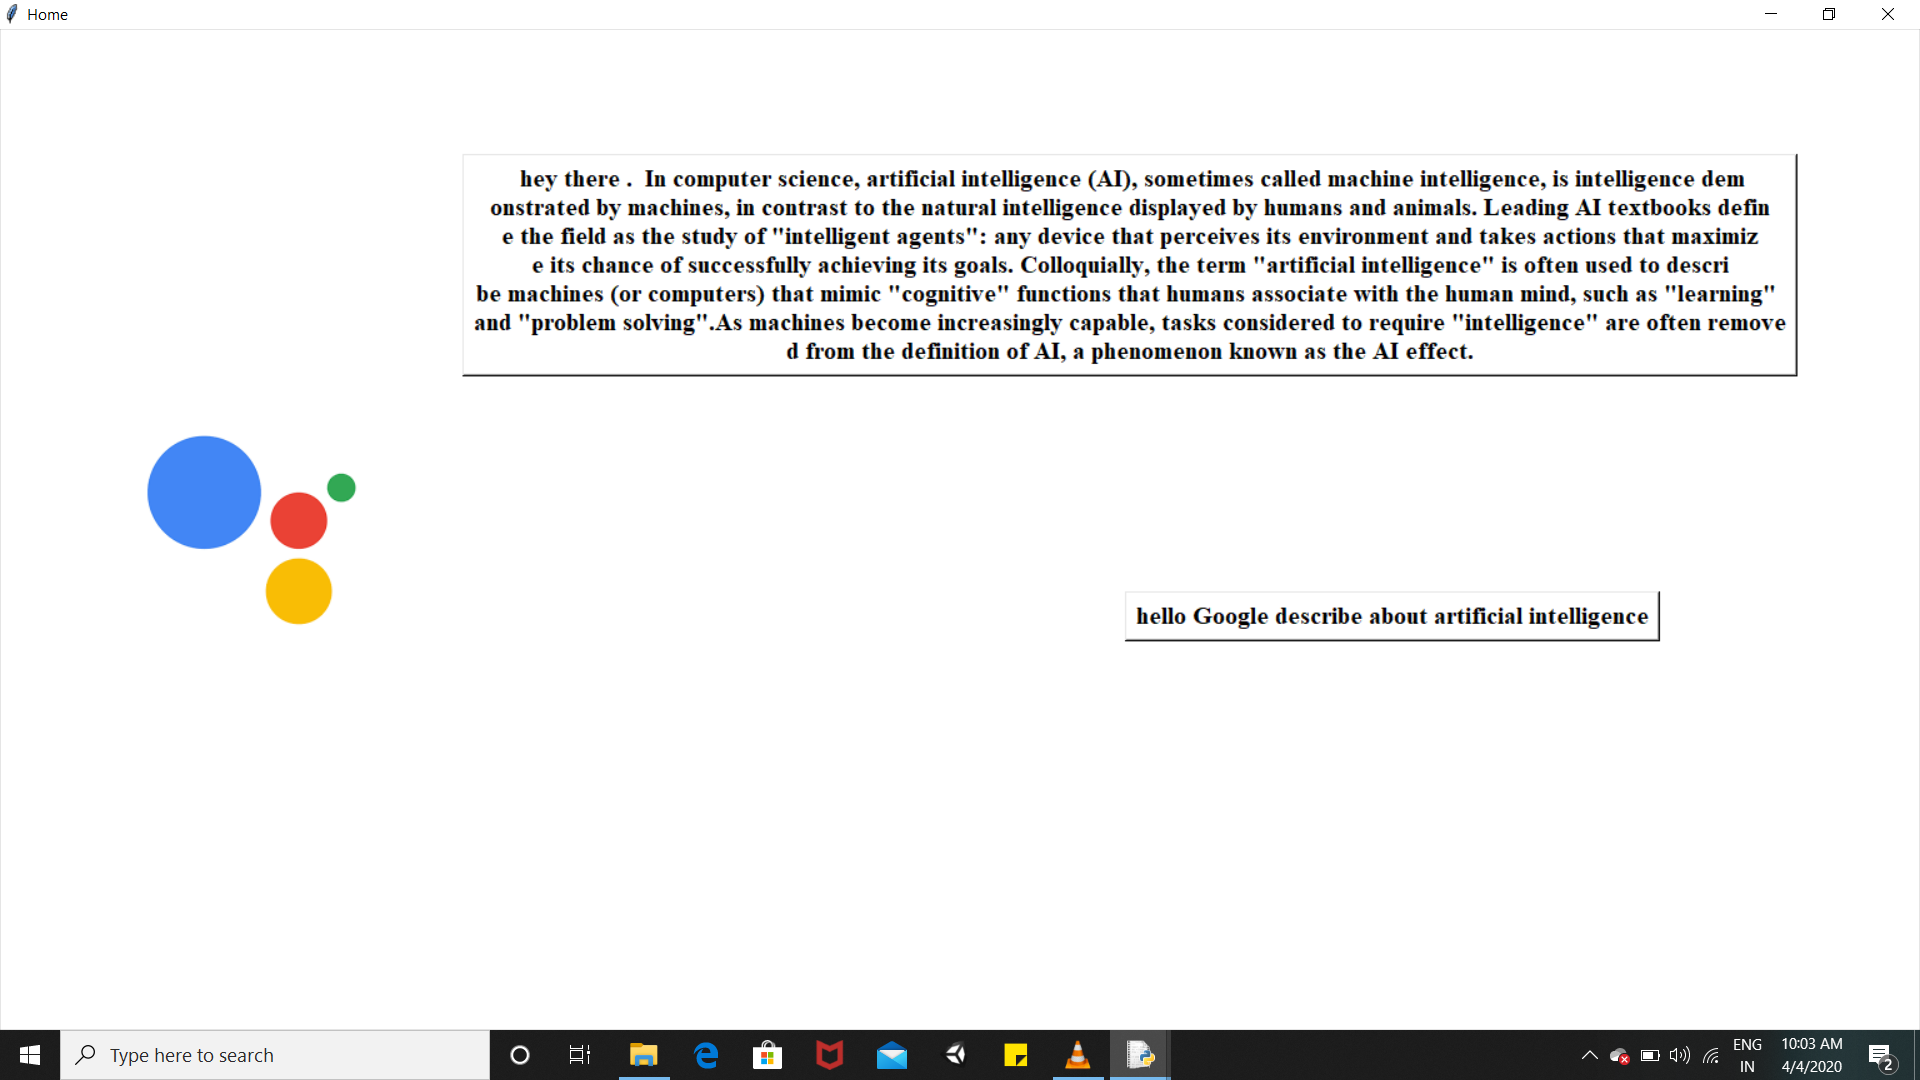 Home
hey there .  In computer science, artificial intelligence (AI), sometimes called machine intelligence, is intelligence dem
onstrated by machines, in contrast to the natural intelligence displayed by humans and animals. Leading AI textbooks defin
e the field as the study of "intelligent agents": any device that perceives its environment and takes actions that maximiz
e its chance of successfully achieving its goals. Colloquially, the term "artificial intelligence" is often used to descri
be machines (or computers) that mimic "cognitive" functions that humans associate with the human mind, such as "learning"
and "problem solving".As machines become increasingly capable, tasks considered to require "intelligence" are often remove
d from the definition of AI, a phenomenon known as the AI effect.
hello Google describe about artificial intelligence
Type here to search
ENG
IN
10:03 AM
4/4/2020
2